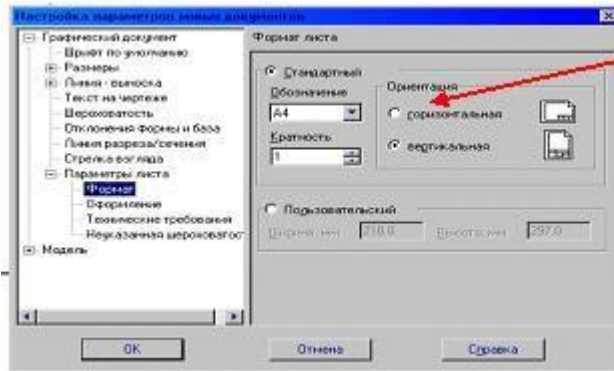 Настройка параметров новых документов
Графический документ
Шрифт по умолчанию
Размеры
Линия - выноска
Текст на чертеже
Шероховатость
Отклонения формы и база
Линия разреза/сечения
Стрелка взгляда
Параметры листа
Формат
Оформление
Технические требования
Неуказанная шероховатос
Модель
Формат листа
Стандартный
Обозначение
A4
Кратность
1
Ориентация
горизонтальная
вертикальная
Пользовательский
Ширина, мм
210.0
Высота, мм
297.0
OK
Отмена
Справка